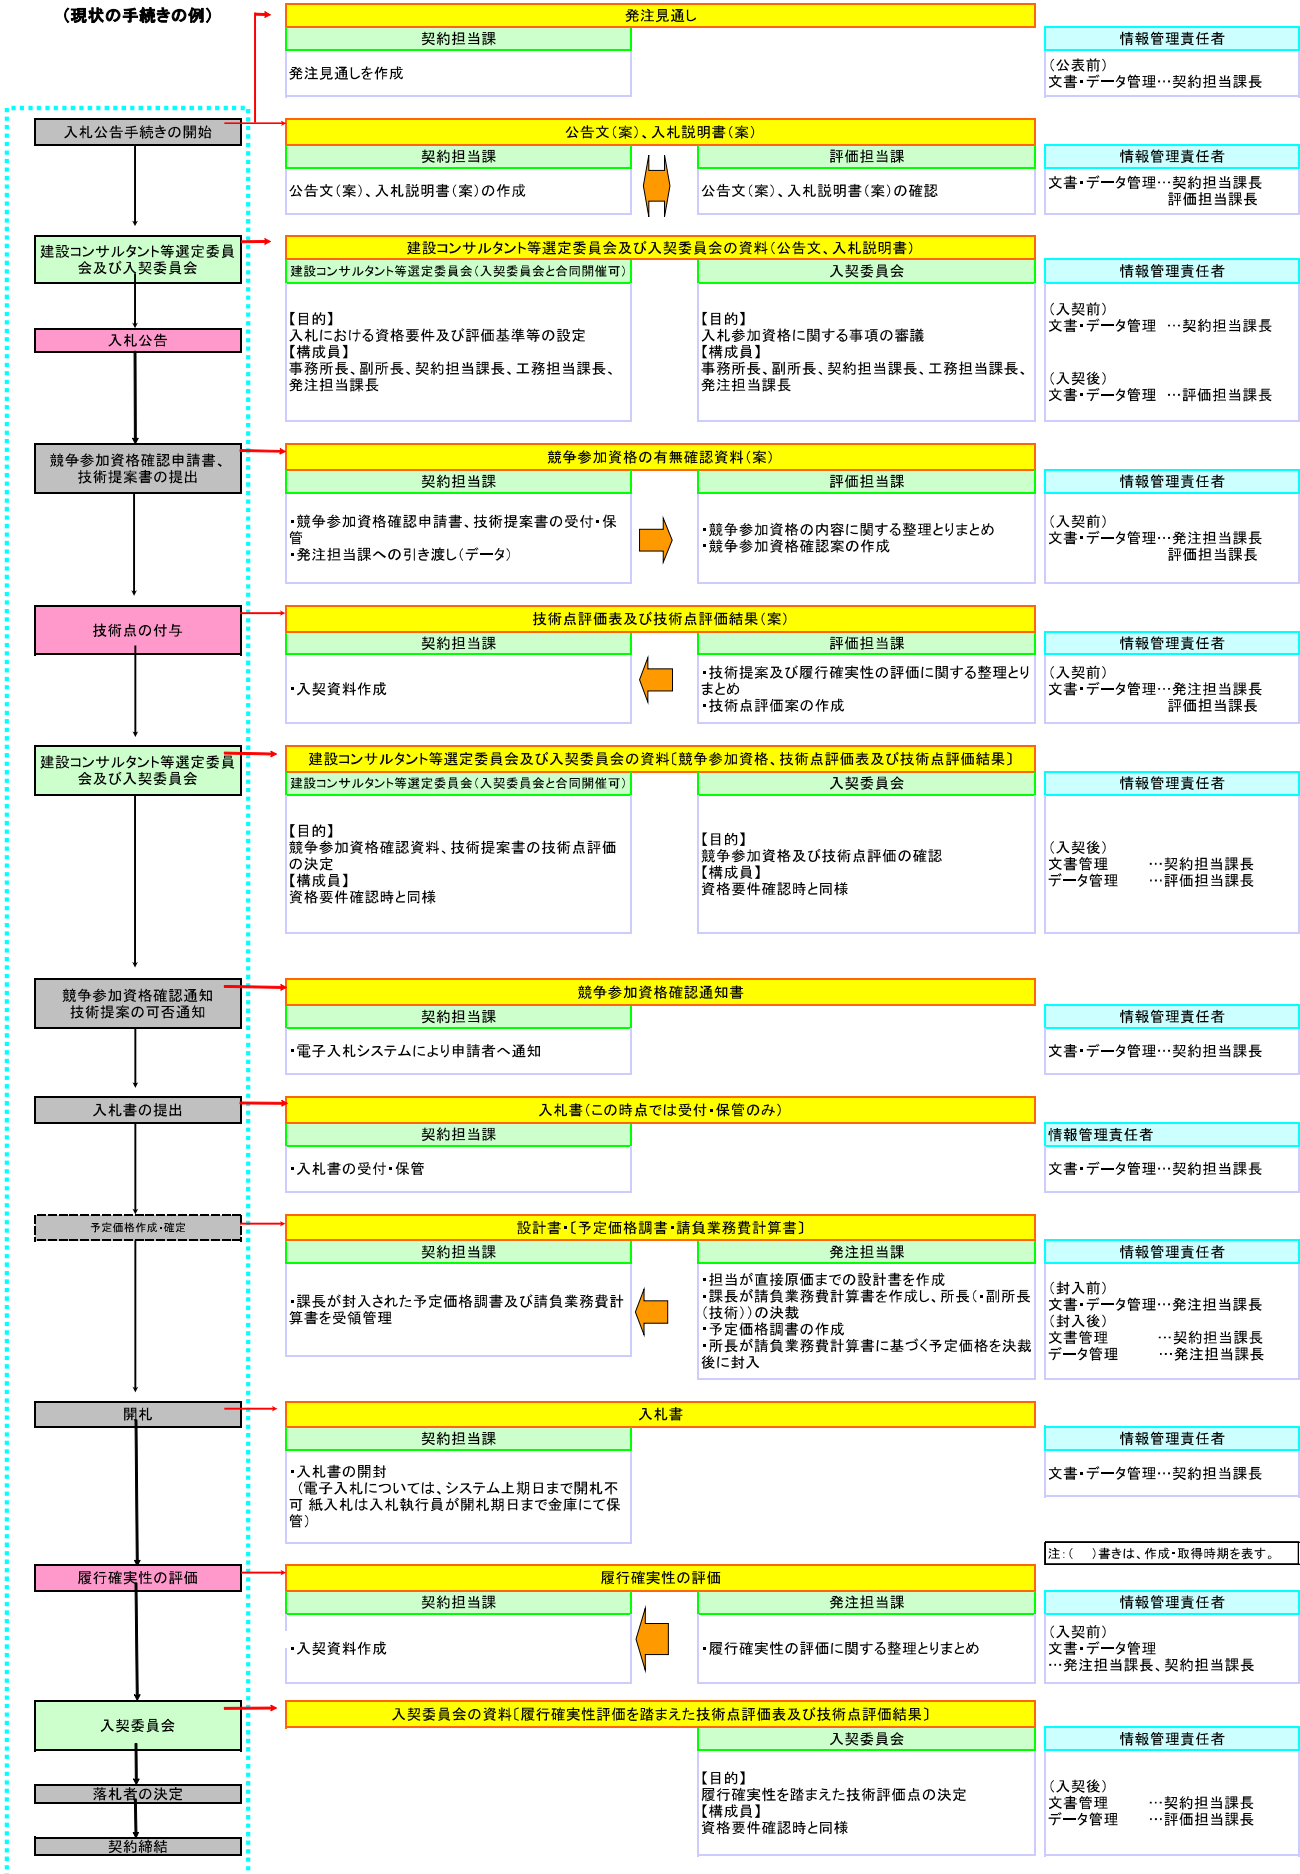 （現状の手続きの例）
発注見通し
契約担当課
情報管理責任者
発注見通しを作成
（公表前）
文書・データ管理…契約担当課長
入札公告手続きの開始
公告文（案）、入札説明書（案）
契約担当課
評価担当課
情報管理責任者
公告文（案）、入札説明書（案）の作成
公告文（案）、入札説明書（案）の確認
文書・データ管理…契約担当課長
評価担当課長
建設コンサルタント等選定委員
会及び入契委員会
建設コンサルタント等選定委員会及び入契委員会の資料（公告文、入札説明書）
建設コンサルタント等選定委員会（入契委員会と合同開催可）
入契委員会
情報管理責任者
【目的】
入札における資格要件及び評価基準等の設定
【構成員】
事務所長、副所長、契約担当課長、工務担当課長、
発注担当課長
【目的】
入札参加資格に関する事項の審議
【構成員】
事務所長、副所長、契約担当課長、工務担当課長、
発注担当課長
（入契前）
文書・データ管理　…契約担当課長
（入契後）
文書・データ管理　…評価担当課長
入札公告
競争参加資格確認申請書、
技術提案書の提出
競争参加資格の有無確認資料（案）
契約担当課
評価担当課
情報管理責任者
・競争参加資格確認申請書、技術提案書の受付・保
管
・発注担当課への引き渡し（データ）
・競争参加資格の内容に関する整理とりまとめ
・競争参加資格確認案の作成
（入契前）
文書・データ管理…発注担当課長
評価担当課長
技術点の付与
技術点評価表及び技術点評価結果（案）
契約担当課
評価担当課
情報管理責任者
・入契資料作成
・技術提案及び履行確実性の評価に関する整理とり
まとめ
・技術点評価案の作成
（入契前）
文書・データ管理…発注担当課長
評価担当課長
建設コンサルタント等選定委員
会及び入契委員会
建設コンサルタント等選定委員会及び入契委員会の資料〔競争参加資格、技術点評価表及び技術点評価結果〕
建設コンサルタント等選定委員会（入契委員会と合同開催可）
入契委員会
情報管理責任者
【目的】
競争参加資格確認資料、技術提案書の技術点評価
の決定
【構成員】
資格要件確認時と同様
【目的】
競争参加資格及び技術点評価の確認
【構成員】
資格要件確認時と同様
（入契後）
文書管理　　…契約担当課長
データ管理　　…評価担当課長
競争参加資格確認通知
技術提案の可否通知
競争参加資格確認通知書
契約担当課
情報管理責任者
・電子入札システムにより申請者へ通知
文書・データ管理…契約担当課長
入札書の提出
入札書（この時点では受付・保管のみ）
契約担当課
情報管理責任者
・入札書の受付・保管
文書・データ管理…契約担当課長
予定価格作成・確定
設計書・〔予定価格調書・請負業務費計算書〕
契約担当課
発注担当課
情報管理責任者
・課長が封入された予定価格調書及び請負業務費計
算書を受領管理
・担当が直接原価までの設計書を作成
・課長が請負業務費計算書を作成し、所長（・副所長
（技術））の決裁
・予定価格調書の作成
・所長が請負業務費計算書に基づく予定価格を決裁
後に封入
（封入前）
文書・データ管理…発注担当課長
（封入後）
文書管理　　…契約担当課長
データ管理　　…発注担当課長
開札
入札書
契約担当課
情報管理責任者
・入札書の開封
（電子入札については、システム上期日まで開札不
可 紙入札は入札執行員が開札期日まで金庫にて保
管）
文書・データ管理…契約担当課長
注：（　）書きは、作成・取得時期を表す。
履行確実性の評価
履行確実性の評価
契約担当課
発注担当課
情報管理責任者
・入契資料作成
・履行確実性の評価に関する整理とりまとめ
（入契前）
文書・データ管理
…発注担当課長、契約担当課長
入契委員会
入契委員会の資料〔履行確実性評価を踏まえた技術点評価表及び技術点評価結果〕
入契委員会
情報管理責任者
【目的】
履行確実性を踏まえた技術評価点の決定
【構成員】
資格要件確認時と同様
（入契後）
文書管理　　…契約担当課長
データ管理　　…評価担当課長
落札者の決定
契約締結